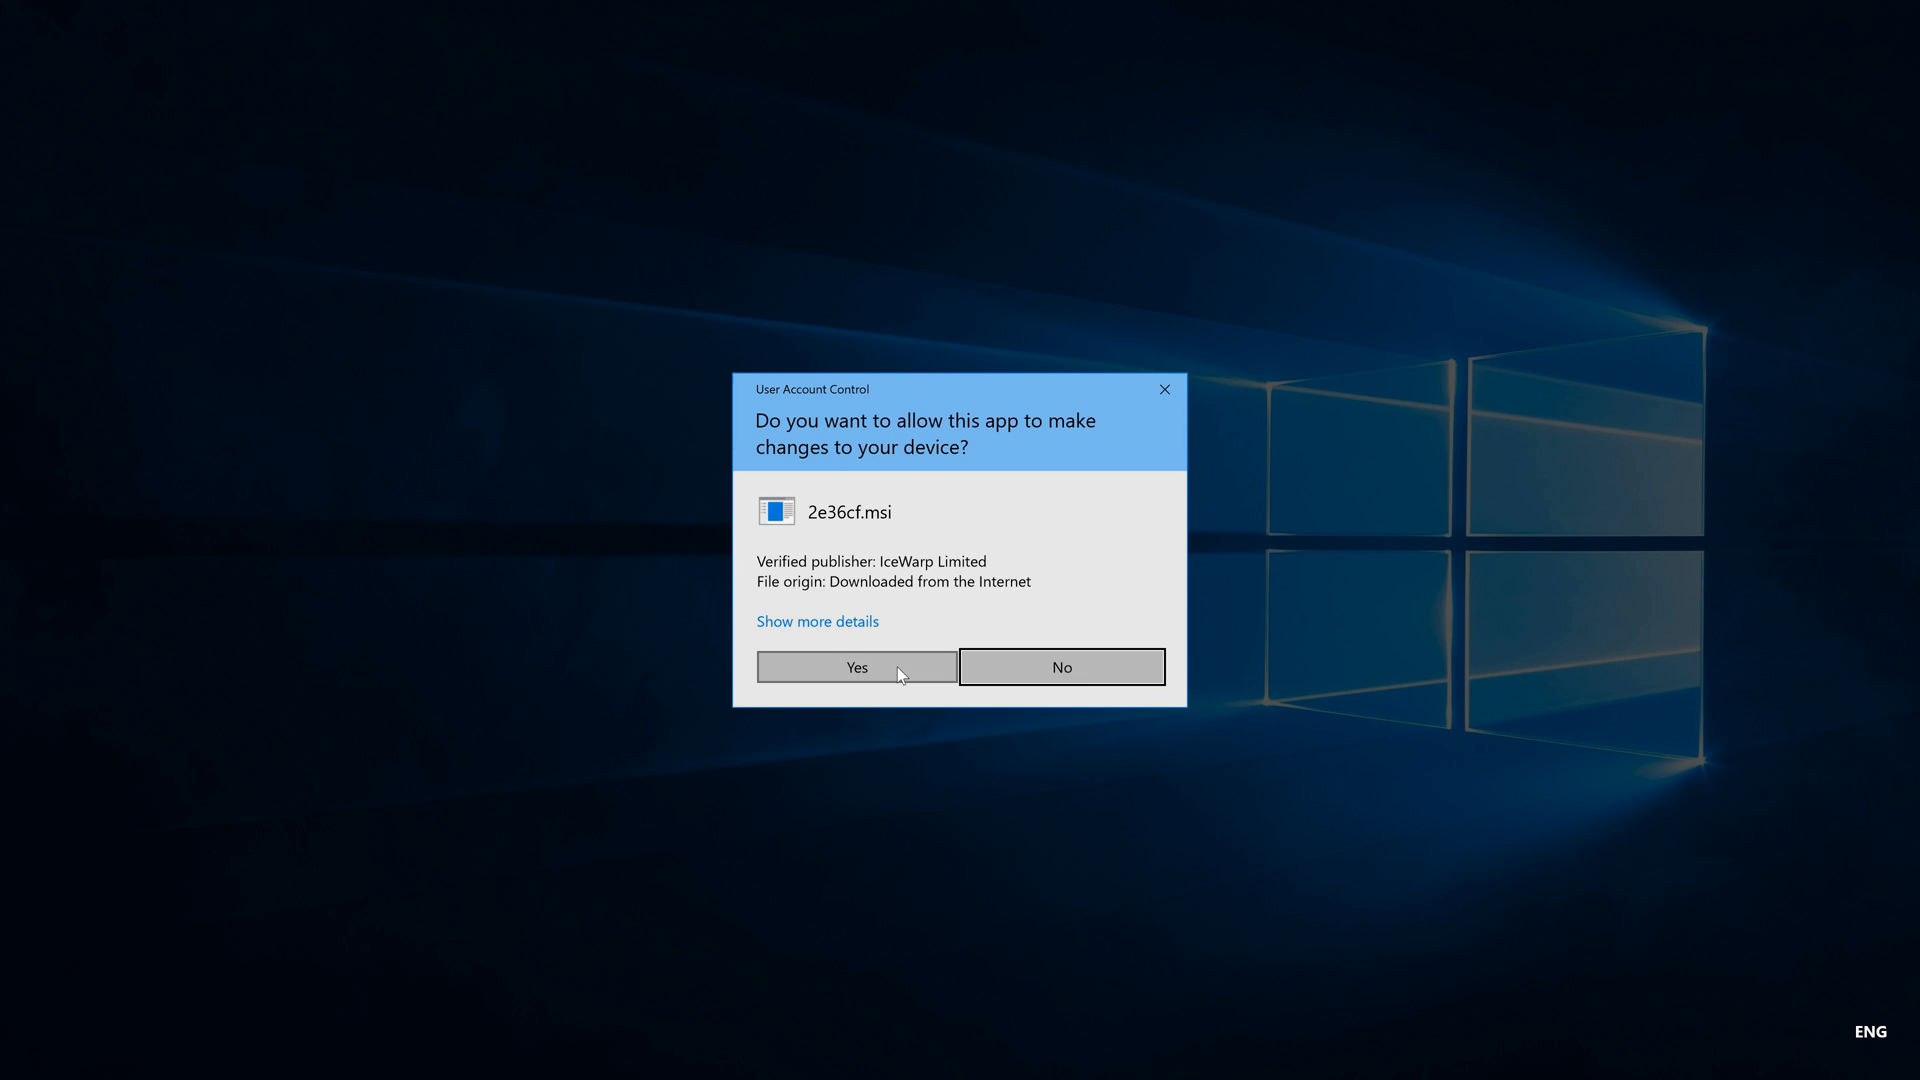 User Account Control
Do you want to allow this app to make
changes to your device?
2e36cf.msi
Verified publisher: IceWarp Limited
File origin: Downloaded from the Internet
Show more details
Yes
No
ENG